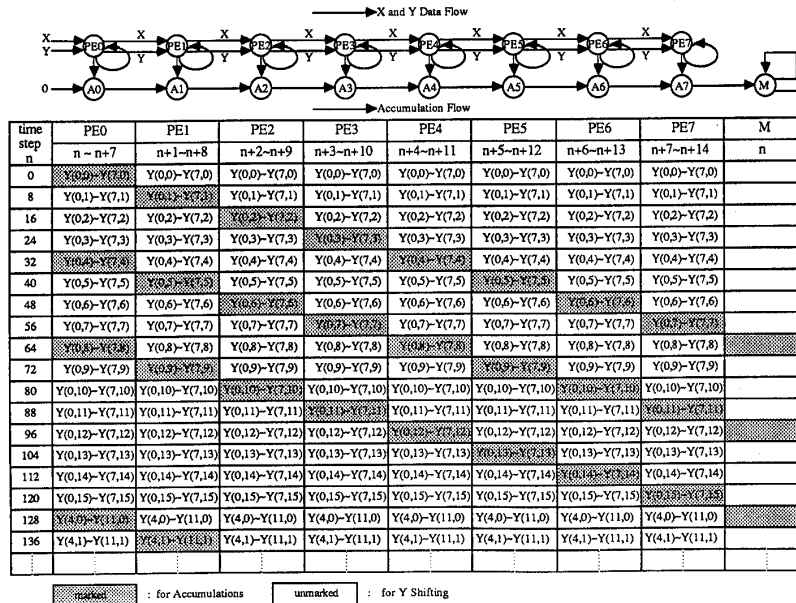 X and Y Data Flow
X X X X X X X X
PE0 PE1 PE2 PE3 PE4 PE5 PE6 PE7
Y Y Y Y Y Y Y Y
0 A0 A1 A2 A3 A4 A5 A6 A7 M
Accumulation Flow
time step n PE0 PE1 PE2 PE3 PE4 PE5 PE6 PE7 M
n ~ n+7 n+1~n+8 n+2~n+9 n+3~n+10 n+4~n+11 n+5~n+12 n+6~n+13 n+7~n+14 n
0 Y(0,0)~Y(7,0) Y(0,0)~Y(7,0) Y(0,0)~Y(7,0) Y(0,0)~Y(7,0) Y(0,0)~Y(7,0) Y(0,0)~Y(7,0) Y(0,0)~Y(7,0) Y(0,0)~Y(7,0)
8 Y(0,1)~Y(7,1) Y(0,1)~Y(7,1) Y(0,1)~Y(7,1) Y(0,1)~Y(7,1) Y(0,1)~Y(7,1) Y(0,1)~Y(7,1) Y(0,1)~Y(7,1) Y(0,1)~Y(7,1)
16 Y(0,2)~Y(7,2) Y(0,2)~Y(7,2) Y(0,2)~Y(7,2) Y(0,2)~Y(7,2) Y(0,2)~Y(7,2) Y(0,2)~Y(7,2) Y(0,2)~Y(7,2) Y(0,2)~Y(7,2)
24 Y(0,3)~Y(7,3) Y(0,3)~Y(7,3) Y(0,3)~Y(7,3) Y(0,3)~Y(7,3) Y(0,3)~Y(7,3) Y(0,3)~Y(7,3) Y(0,3)~Y(7,3) Y(0,3)~Y(7,3)
32 Y(0,4)~Y(7,4) Y(0,4)~Y(7,4) Y(0,4)~Y(7,4) Y(0,4)~Y(7,4) Y(0,4)~Y(7,4) Y(0,4)~Y(7,4) Y(0,4)~Y(7,4) Y(0,4)~Y(7,4)
40 Y(0,5)~Y(7,5) Y(0,5)~Y(7,5) Y(0,5)~Y(7,5) Y(0,5)~Y(7,5) Y(0,5)~Y(7,5) Y(0,5)~Y(7,5) Y(0,5)~Y(7,5) Y(0,5)~Y(7,5)
48 Y(0,6)~Y(7,6) Y(0,6)~Y(7,6) Y(0,6)~Y(7,6) Y(0,6)~Y(7,6) Y(0,6)~Y(7,6) Y(0,6)~Y(7,6) Y(0,6)~Y(7,6) Y(0,6)~Y(7,6)
56 Y(0,7)~Y(7,7) Y(0,7)~Y(7,7) Y(0,7)~Y(7,7) Y(0,7)~Y(7,7) Y(0,7)~Y(7,7) Y(0,7)~Y(7,7) Y(0,7)~Y(7,7) Y(0,7)~Y(7,7)
64 Y(0,8)~Y(7,8) Y(0,8)~Y(7,8) Y(0,8)~Y(7,8) Y(0,8)~Y(7,8) Y(0,8)~Y(7,8) Y(0,8)~Y(7,8) Y(0,8)~Y(7,8) Y(0,8)~Y(7,8)
72 Y(0,9)~Y(7,9) Y(0,9)~Y(7,9) Y(0,9)~Y(7,9) Y(0,9)~Y(7,9) Y(0,9)~Y(7,9) Y(0,9)~Y(7,9) Y(0,9)~Y(7,9) Y(0,9)~Y(7,9)
80 Y(0,10)~Y(7,10) Y(0,10)~Y(7,10) Y(0,10)~Y(7,10) Y(0,10)~Y(7,10) Y(0,10)~Y(7,10) Y(0,10)~Y(7,10) Y(0,10)~Y(7,10) Y(0,10)~Y(7,10)
88 Y(0,11)~Y(7,11) Y(0,11)~Y(7,11) Y(0,11)~Y(7,11) Y(0,11)~Y(7,11) Y(0,11)~Y(7,11) Y(0,11)~Y(7,11) Y(0,11)~Y(7,11) Y(0,11)~Y(7,11)
96 Y(0,12)~Y(7,12) Y(0,12)~Y(7,12) Y(0,12)~Y(7,12) Y(0,12)~Y(7,12) Y(0,12)~Y(7,12) Y(0,12)~Y(7,12) Y(0,12)~Y(7,12) Y(0,12)~Y(7,12)
104 Y(0,13)~Y(7,13) Y(0,13)~Y(7,13) Y(0,13)~Y(7,13) Y(0,13)~Y(7,13) Y(0,13)~Y(7,13) Y(0,13)~Y(7,13) Y(0,13)~Y(7,13) Y(0,13)~Y(7,13)
112 Y(0,14)~Y(7,14) Y(0,14)~Y(7,14) Y(0,14)~Y(7,14) Y(0,14)~Y(7,14) Y(0,14)~Y(7,14) Y(0,14)~Y(7,14) Y(0,14)~Y(7,14) Y(0,14)~Y(7,14)
120 Y(0,15)~Y(7,15) Y(0,15)~Y(7,15) Y(0,15)~Y(7,15) Y(0,15)~Y(7,15) Y(0,15)~Y(7,15) Y(0,15)~Y(7,15) Y(0,15)~Y(7,15) Y(0,15)~Y(7,15)
128 Y(4,0)~Y(11,0) Y(4,0)~Y(11,0) Y(4,0)~Y(11,0) Y(4,0)~Y(11,0) Y(4,0)~Y(11,0) Y(4,0)~Y(11,0) Y(4,0)~Y(11,0) Y(4,0)~Y(11,0)
136 Y(4,1)~Y(11,1) Y(4,1)~Y(11,1) Y(4,1)~Y(11,1) Y(4,1)~Y(11,1) Y(4,1)~Y(11,1) Y(4,1)~Y(11,1) Y(4,1)~Y(11,1) Y(4,1)~Y(11,1)
marked : for Accumulations unmarked : for Y Shifting